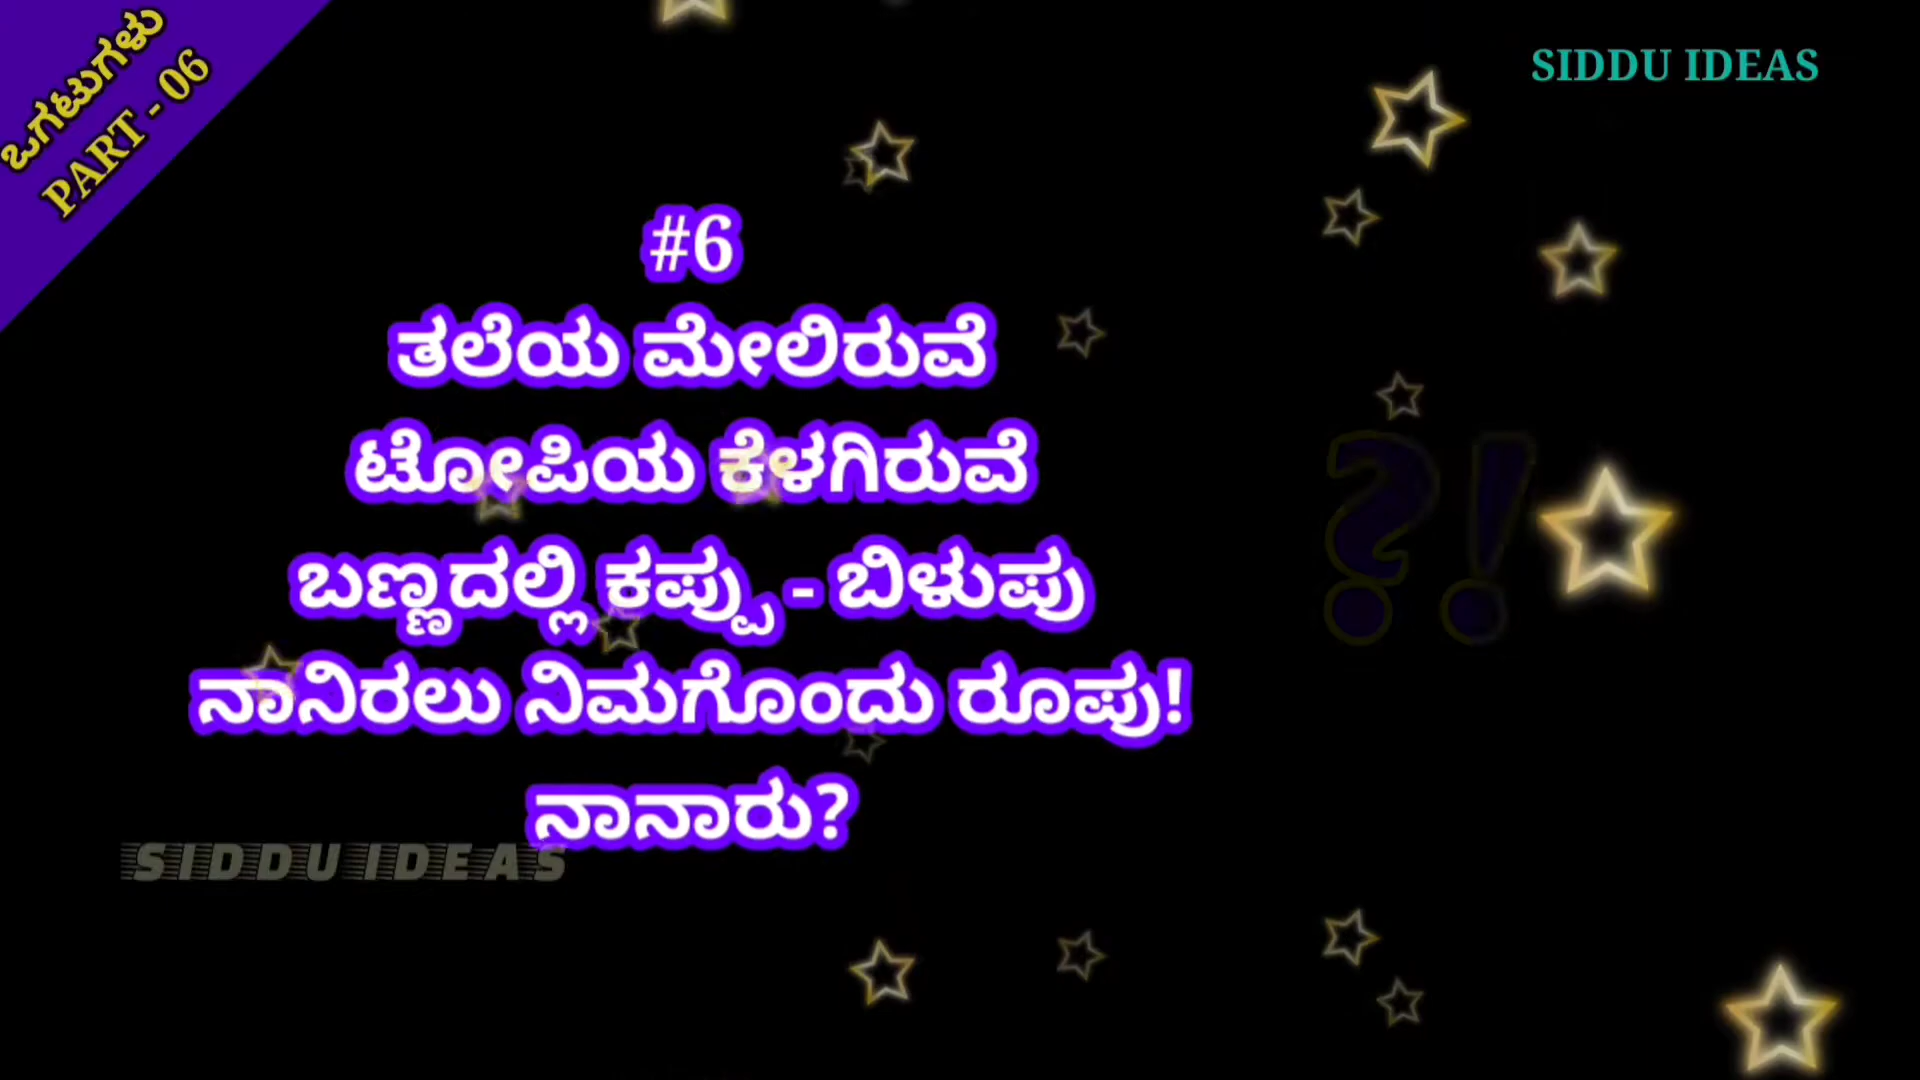 ಒಗಟುಗಳು
PART - 06
SIDDU IDEAS
#6
ತಲೆಯ ಮೇಲಿರುವೆ
ಟೋಪಿಯ ಕೆಳಗಿರುವೆ
ಬಣ್ಣದಲ್ಲಿ ಕಪ್ಪು - ಬಿಳುಪು
ನಾನಿರಲು ನಿಮಗೊಂದು ರೂಪು!
ನಾನಾರು?
?!
SIDDU IDEAS